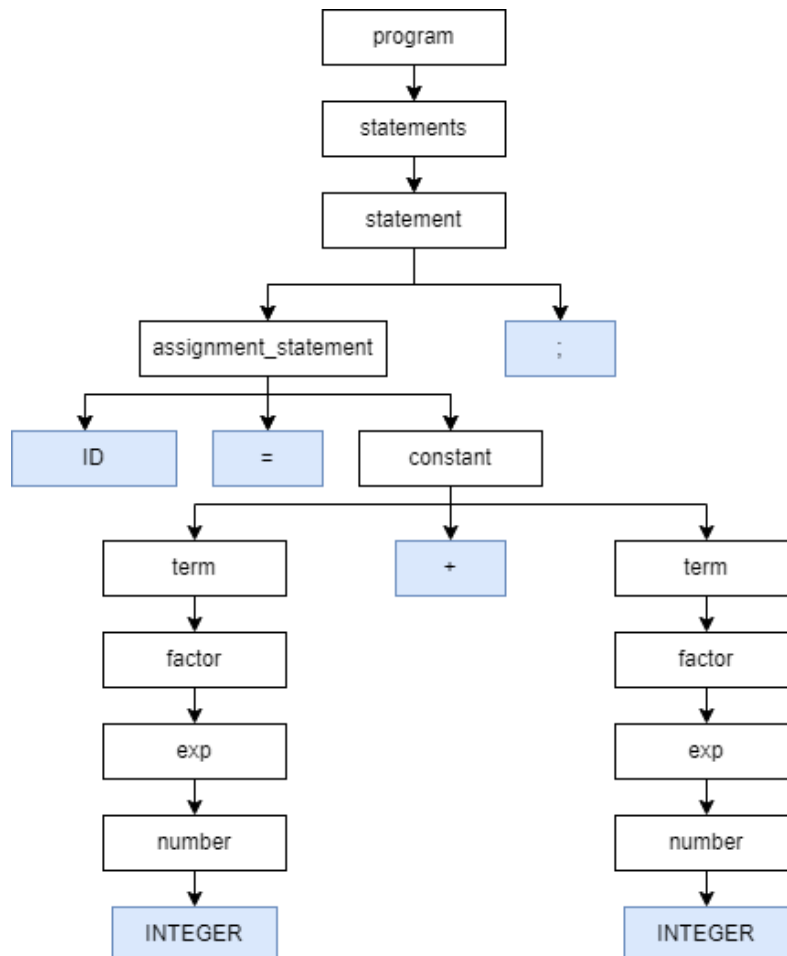 program
statements
statement
assignment_statement
;
ID
=
constant
term
+
term
factor
factor
exp
exp
number
number
INTEGER
INTEGER